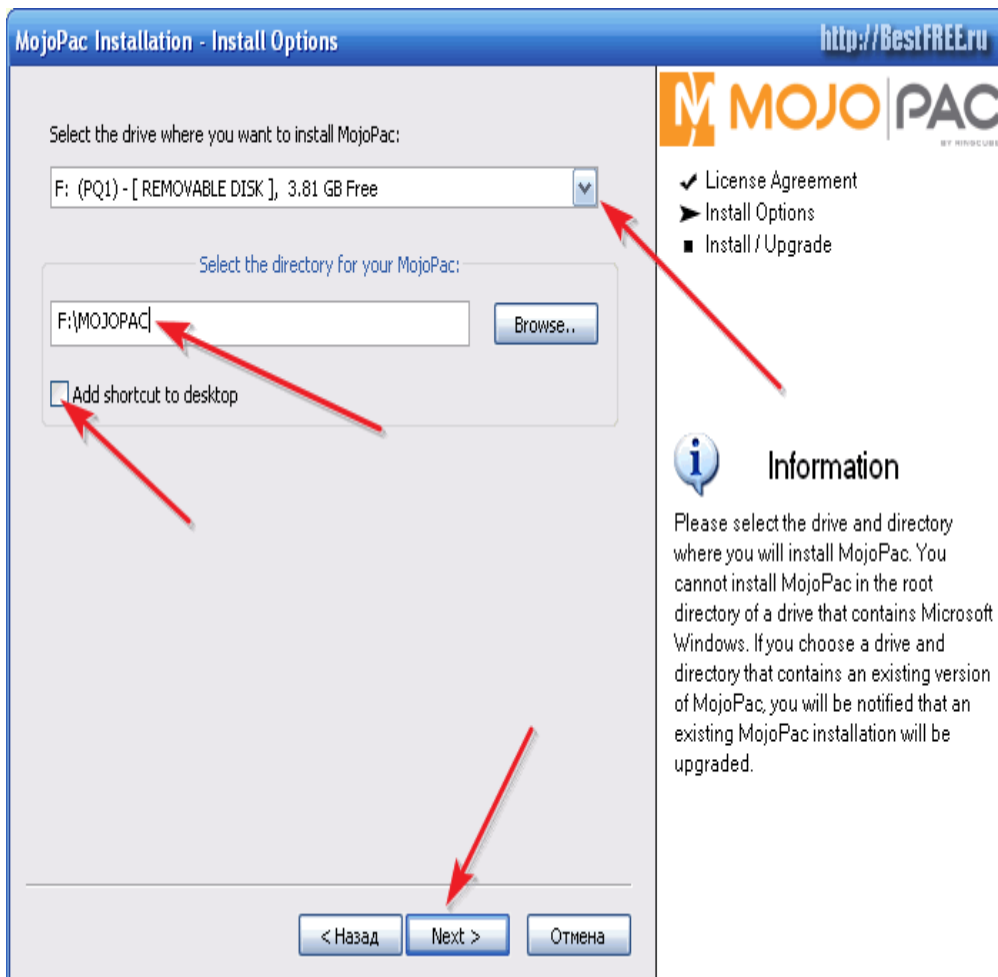 MojoPac Installation - Install Options
http://BestFREE.ru
Select the drive where you want to install MojoPac:
F: (PQ1) - [ REMOVABLE DISK ], 3.81 GB Free
Select the directory for your MojoPac:
F:\MOJOPAC
Browse..
Add shortcut to desktop
< Назад
Next >
Отмена
MOJO PAC
BY RINGCUBE
License Agreement
Install Options
Install / Upgrade
Information
Please select the drive and directory
where you will install MojoPac. You
cannot install MojoPac in the root
directory of a drive that contains Microsoft
Windows. If you choose a drive and
directory that contains an existing version
of MojoPac, you will be notified that an
existing MojoPac installation will be
upgraded.